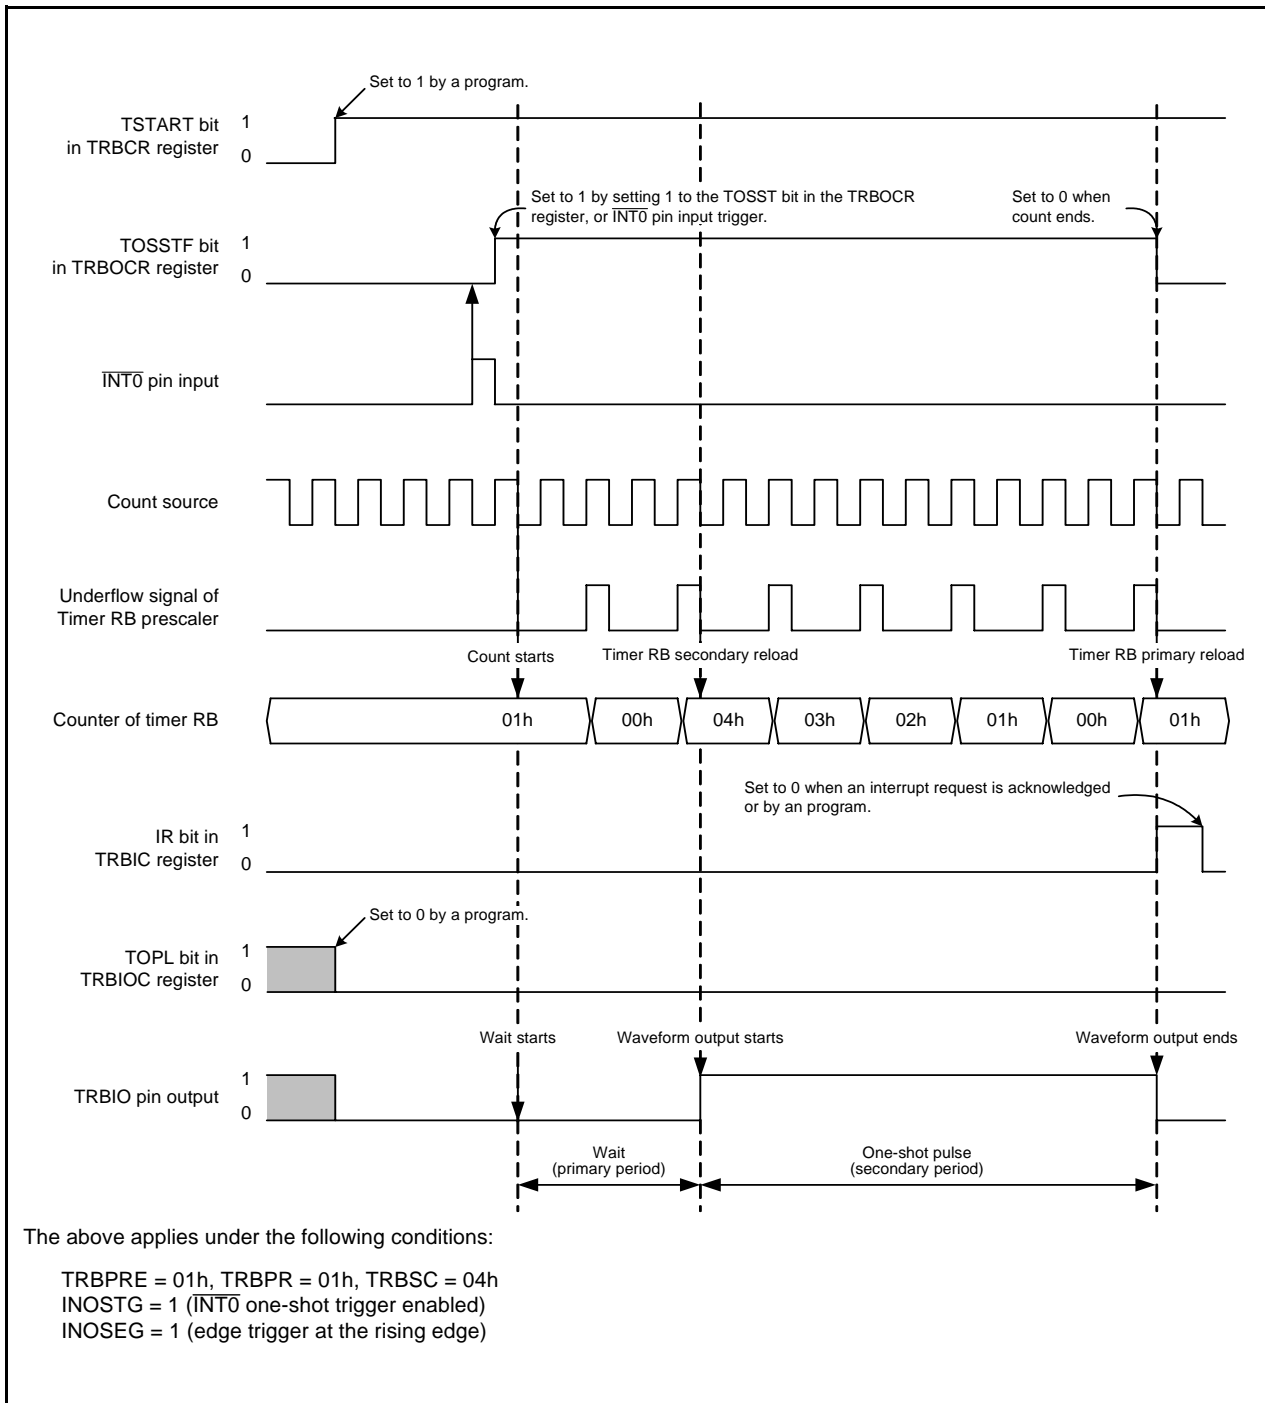 Set to 1 by a program.
TSTART bit
in TRBCR register
1
0
Set to 1 by setting 1 to the TOSST bit in the TRBOCR
register, or INT0 pin input trigger.
Set to 0 when
count ends.
TOSSTF bit
in TRBOCR register
1
0
INT0 pin input
Count source
Underflow signal of
Timer RB prescaler
Count starts
Timer RB secondary reload
Timer RB primary reload
Counter of timer RB
01h
00h
04h
03h
02h
01h
00h
01h
Set to 0 when an interrupt request is acknowledged
or by an program.
IR bit in
TRBIC register
1
0
Set to 0 by a program.
TOPL bit in
TRBIOC register
1
0
Wait starts
Waveform output starts
Waveform output ends
TRBIO pin output
1
0
Wait
(primary period)
One-shot pulse
(secondary period)
The above applies under the following conditions:
TRBPRE = 01h, TRBPR = 01h, TRBSC = 04h
INOSTG = 1 (INT0 one-shot trigger enabled)
INOSEG = 1 (edge trigger at the rising edge)